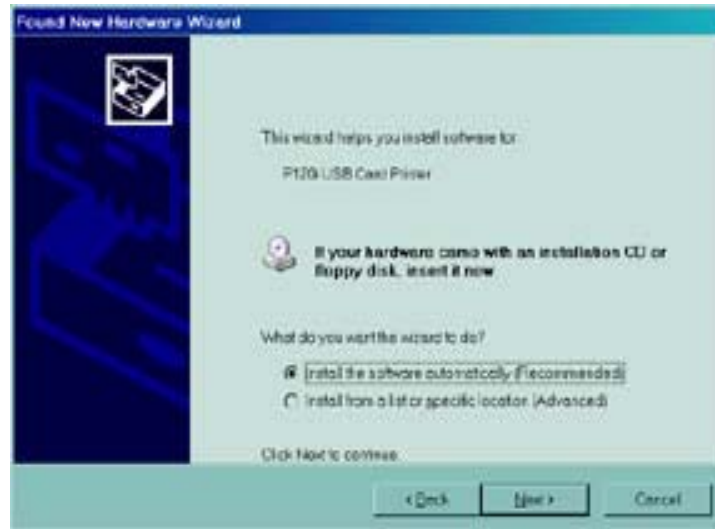 Found New Hardware Wizard
This wizard helps you install software for:
P120i USB Card Printer
If your hardware came with an installation CD or
floppy disk, insert it now
What do you want the wizard to do?
Install the software automatically (Recommended)
Install from a list or specific location (Advanced)
Click Next to continue.
< Back
Next >
Cancel